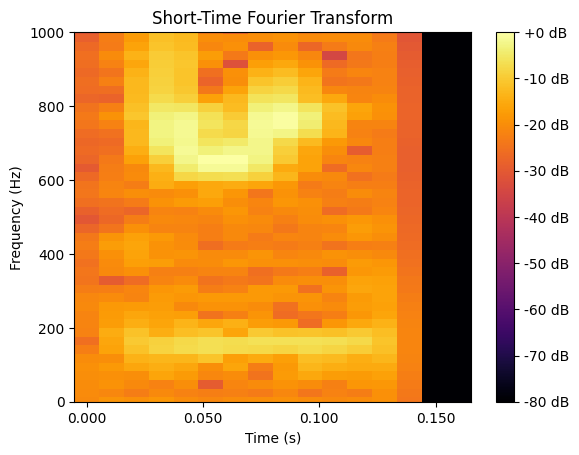 Short-Time Fourier Transform
1000
800
600
400
200
0
Frequency (Hz)
0.000
0.050
0.100
0.150
Time (s)
+0 dB
-10 dB
-20 dB
-30 dB
-40 dB
-50 dB
-60 dB
-70 dB
-80 dB